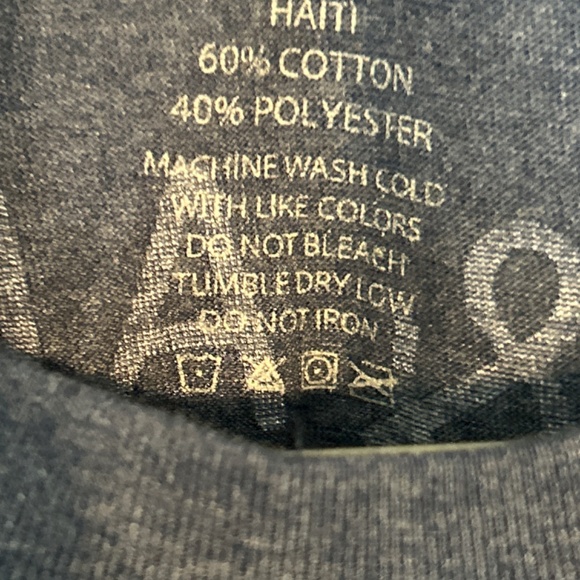 HAITI
60% COTTON
40% POLYESTER
MACHINE WASH COLD
WITH LIKE COLORS
DO NOT BLEACH
TUMBLE DRY LOW
DO NOT IRON